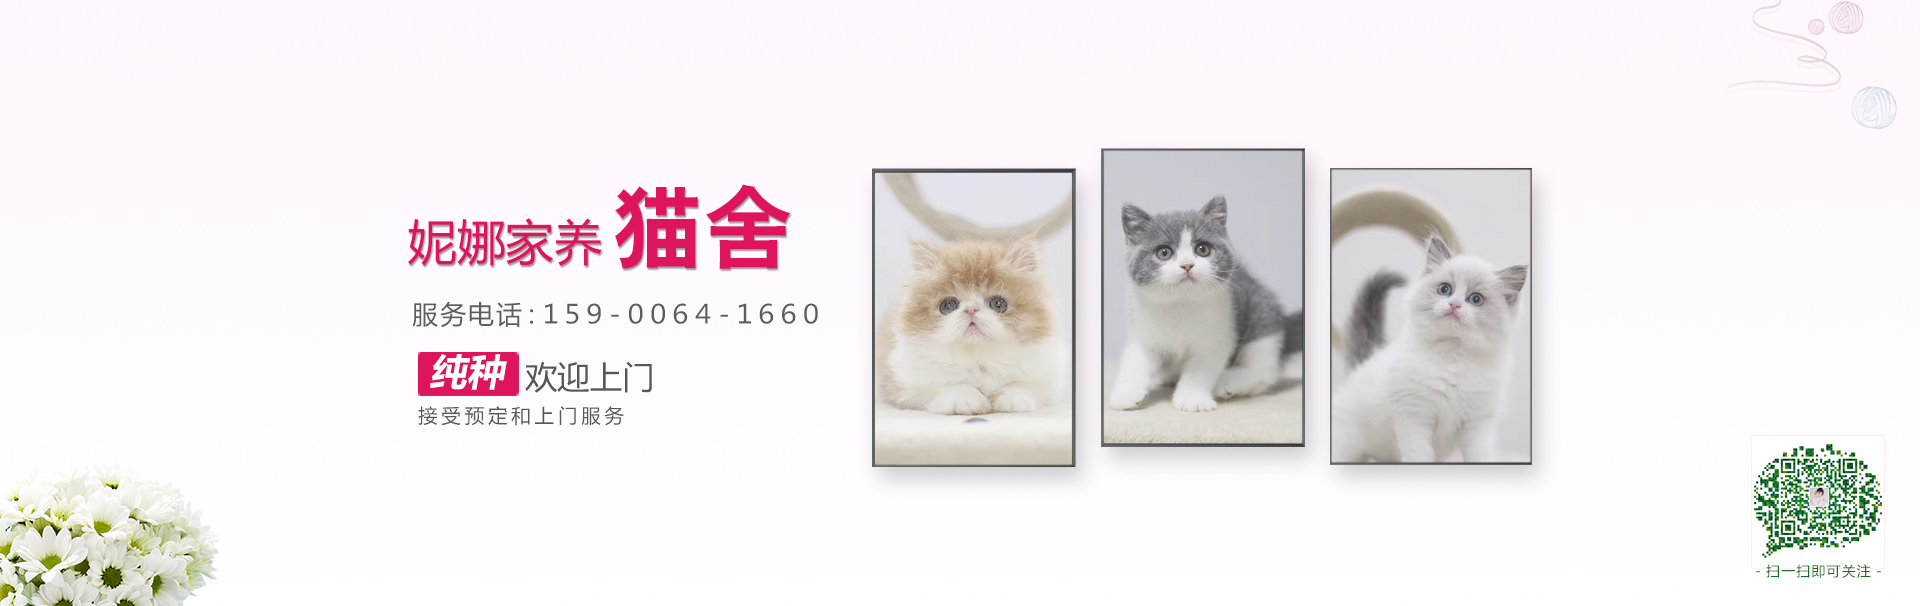 妮娜家养 猫舍
服务电话:159-0064-1660
纯种 欢迎上门
接受预定和上门服务
- 扫一扫即可关注 -